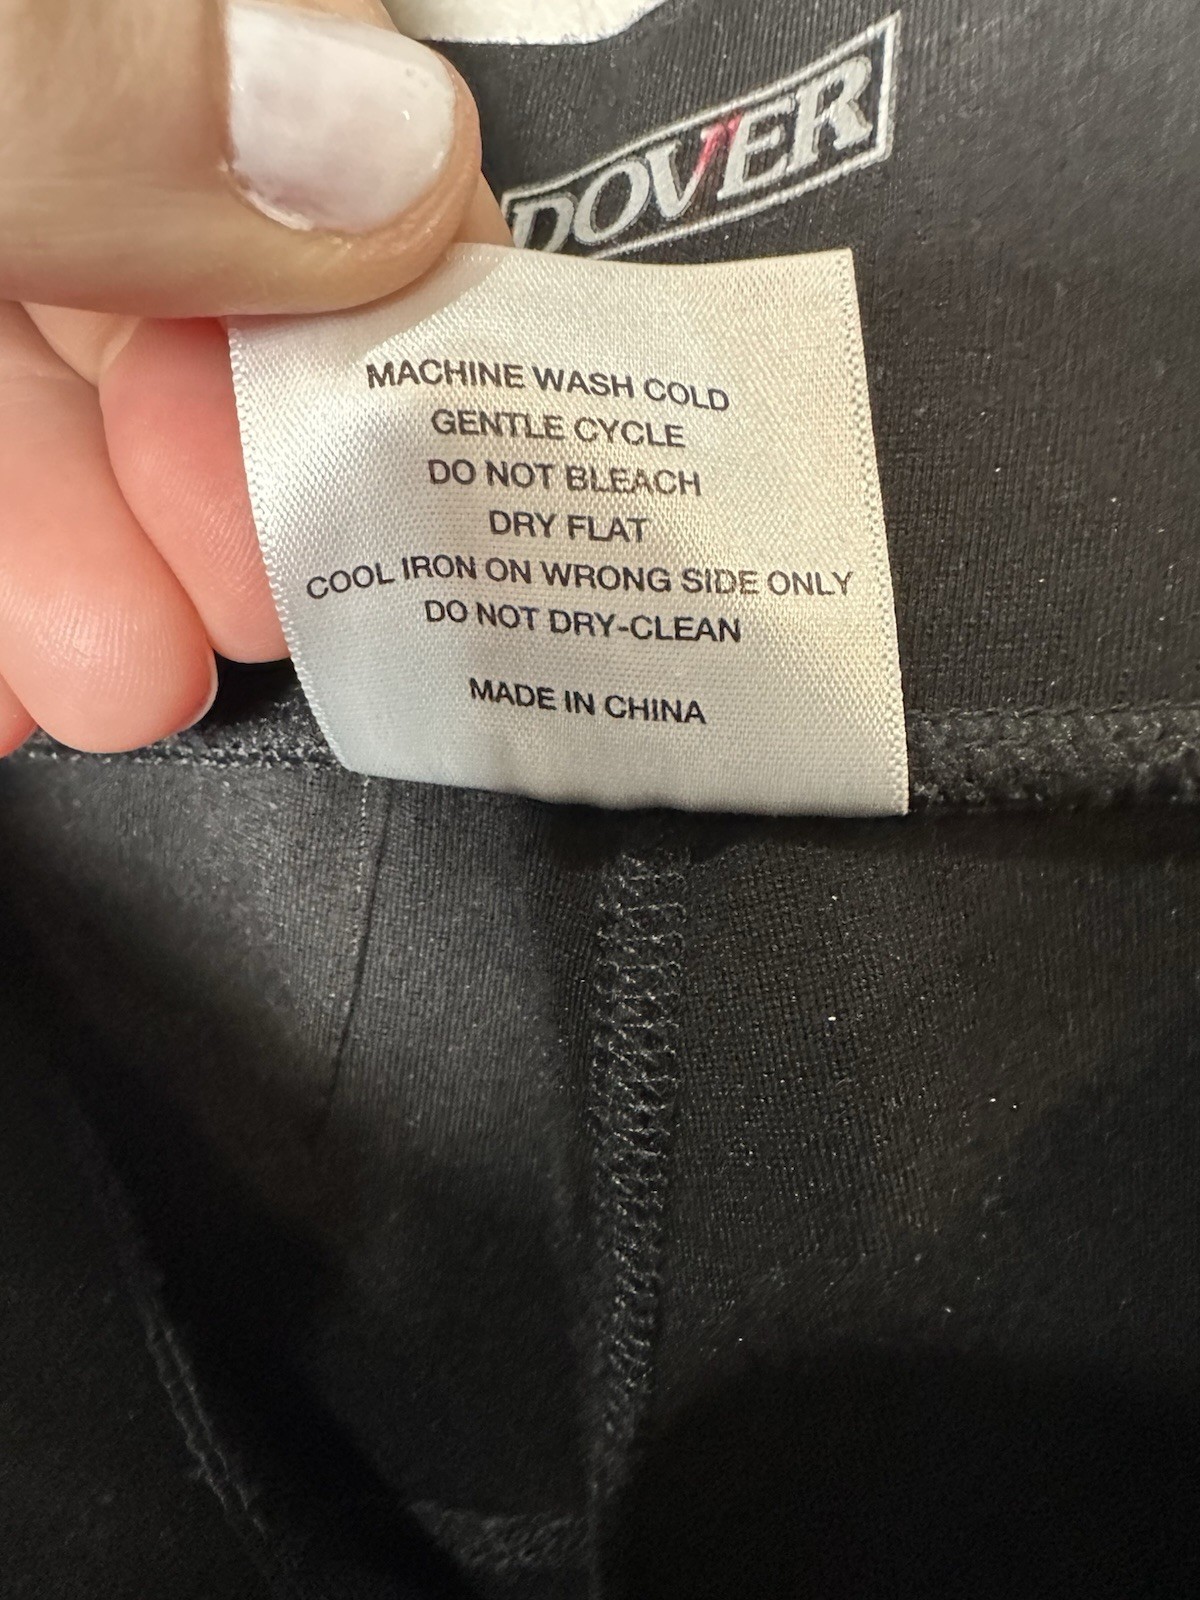 DOVER
MACHINE WASH COLD
GENTLE CYCLE
DO NOT BLEACH
DRY FLAT
COOL IRON ON WRONG SIDE ONLY
DO NOT DRY-CLEAN
MADE IN CHINA